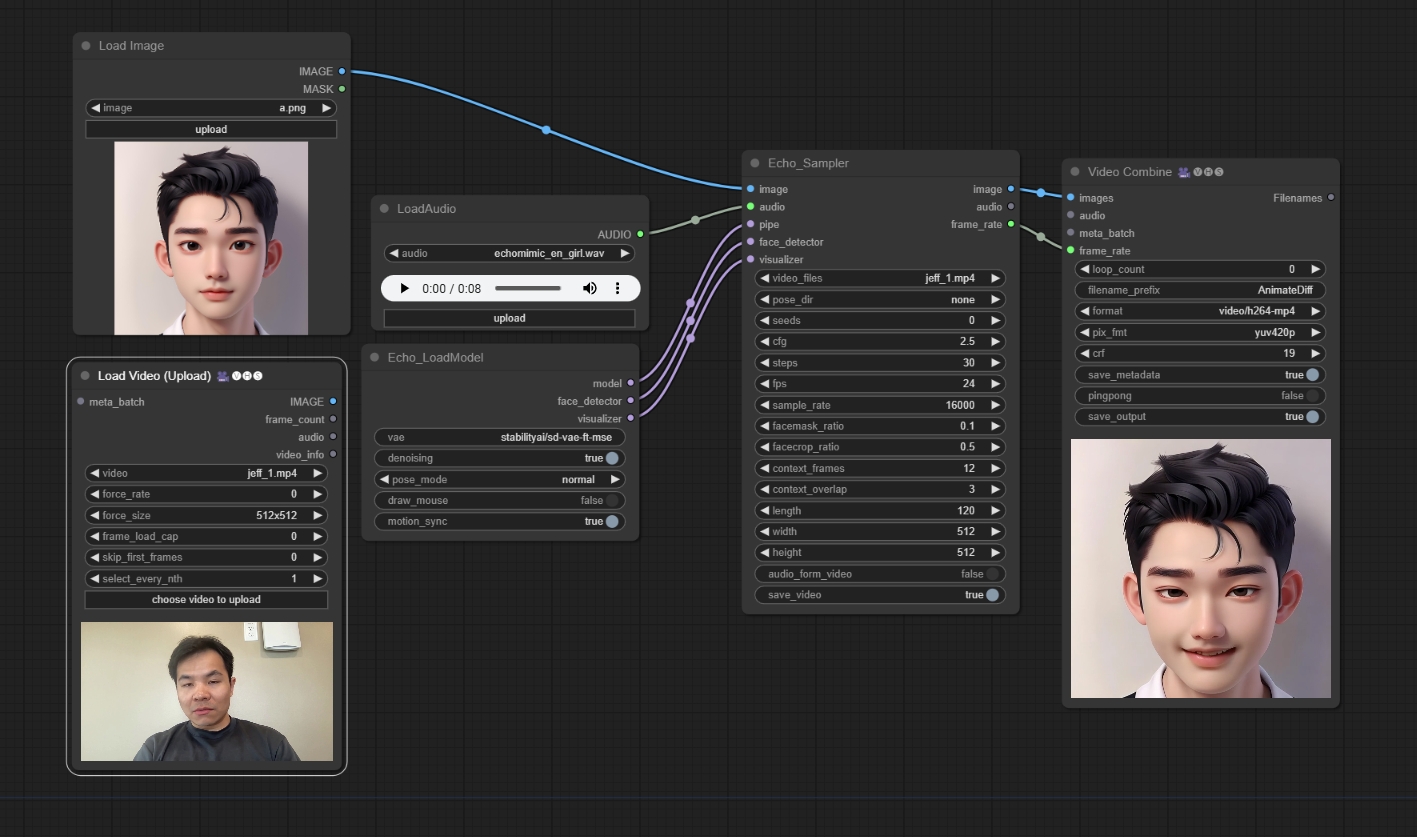 Load Image
IMAGE
MASK
image a.png
upload
Load Video (Upload) 🎥🅥🅗🅢
meta_batch IMAGE
frame_count
audio
video_info
video jeff_1.mp4
force_rate 0
force_size 512x512
frame_load_cap 0
skip_first_frames 0
select_every_nth 1
choose video to upload
LoadAudio
AUDIO
audio echomimic_en_girl.wav
0:00 / 0:08
upload
Echo_LoadModel
model
face_detector
visualizer
vae stabilityai/sd-vae-ft-mse
denoising true
pose_mode normal
draw_mouse false
motion_sync true
Echo_Sampler
image image
audio audio
pipe frame_rate
face_detector
visualizer
video_files jeff_1.mp4
pose_dir none
seeds 0
cfg 2.5
steps 30
fps 24
sample_rate 16000
facemask_ratio 0.1
facecrop_ratio 0.5
context_frames 12
context_overlap 3
length 120
width 512
height 512
audio_form_video false
save_video true
Video Combine 🎥🅥🅗🅢
images Filenames
audio
meta_batch
frame_rate
loop_count 0
filename_prefix AnimateDiff
format video/h264-mp4
pix_fmt yuv420p
crf 19
save_metadata true
pingpong false
save_output true